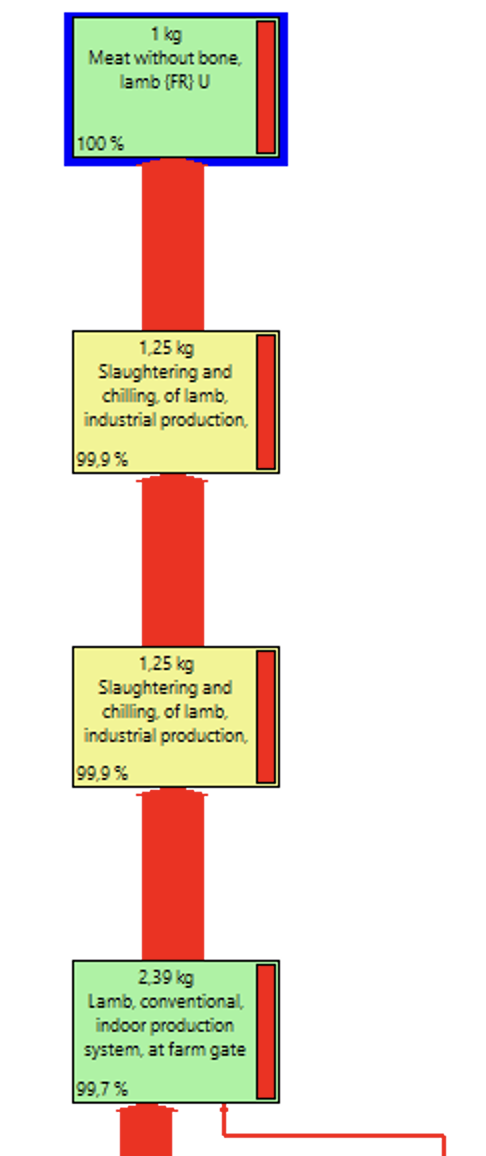 1 kg
Meat without bone,
lamb {FR} U
100 %
1,25 kg
Slaughtering and
chilling, of lamb,
industrial production,
99,9 %
1,25 kg
Slaughtering and
chilling, of lamb,
industrial production,
99,9 %
2,39 kg
Lamb, conventional,
indoor production
system, at farm gate
99,7 %